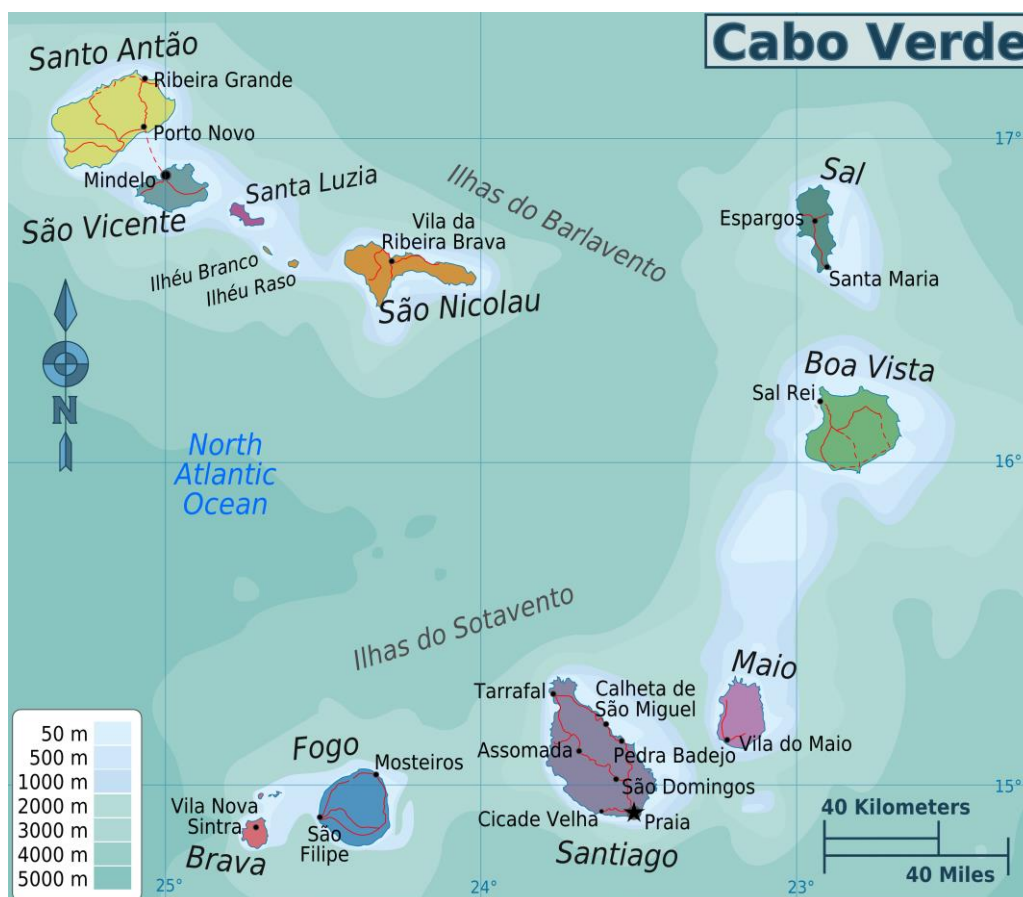 Cabo Verde
Santo Antão
Ribeira Grande
Porto Novo
17°
Mindelo
Santa Luzia
Ilhas do Barlavento
Sal
São Vicente
Vila da
Ribeira Brava
Espargos
Ilhéu Branco
Ilhéu Raso
Santa Maria
São Nicolau
Boa Vista
Sal Rei
N
North
Atlantic
Ocean
16°
Ilhas do Sotavento
Maio
Tarrafal
Calheta de
São Miguel
50 m
500 m
1000 m
2000 m
3000 m
4000 m
5000 m
Fogo
Mosteiros
Assomada
Pedra Badejo
Vila do Maio
São Domingos
15°
Vila Nova
Sintra
São
Filipe
Brava
Cicade Velha
Praia
Santiago
40 Kilometers
40 Miles
25°
24°
23°